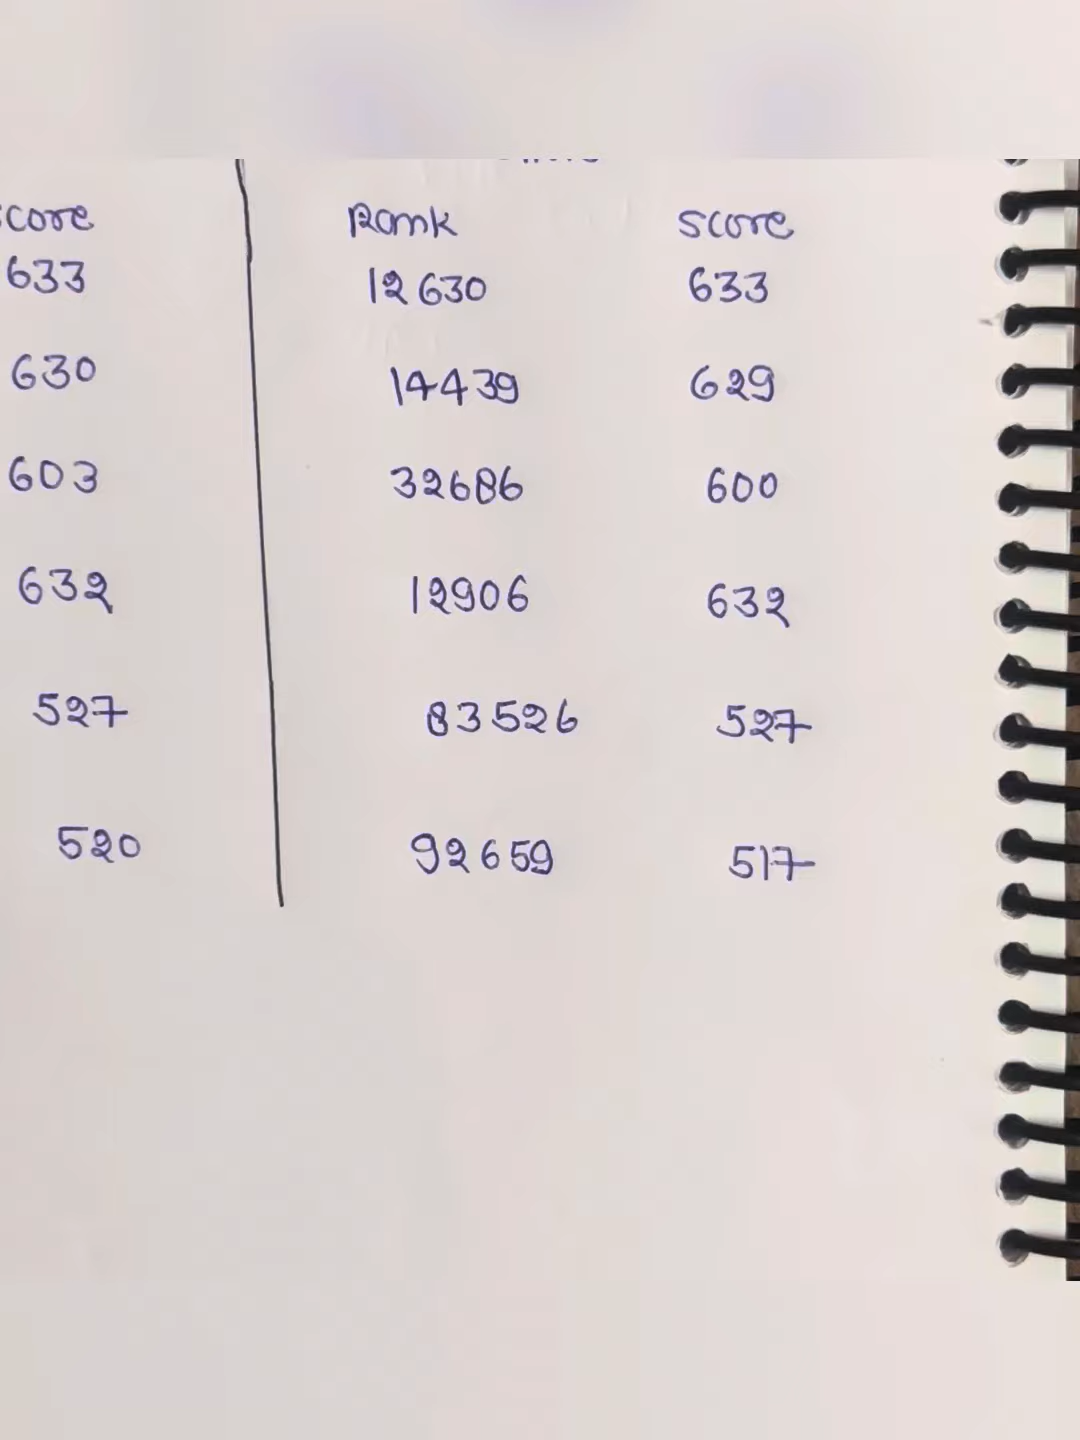 core Rank score
633 12630 633
630 14439 629
603 32686 600
632 12906 632
527 83526 527
520 92659 517